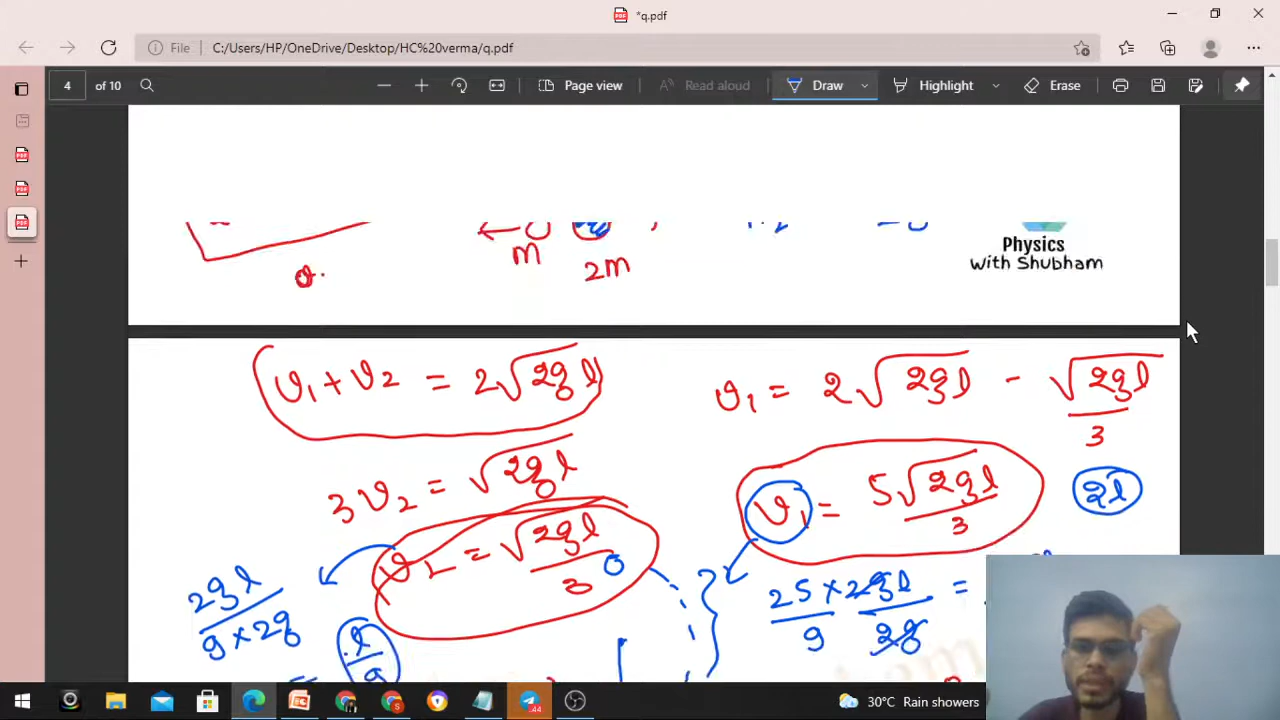 *q.pdf
File C:/Users/HP/OneDrive/Desktop/HC%20verma/q.pdf
4 of 10 Page view Read aloud Draw Highlight Erase
Physics
With Shubham
m
2m
v₁ + v₂ = 2√2gl
v₁ = 2√2gl - √2gl/3
3v₂ = √2gl
v₁ = 5√2gl/3
2l
v₂ = √2gl/3
2gl/9×2g
25×2gl/9 2g =
= l/9
44
30°C Rain showers